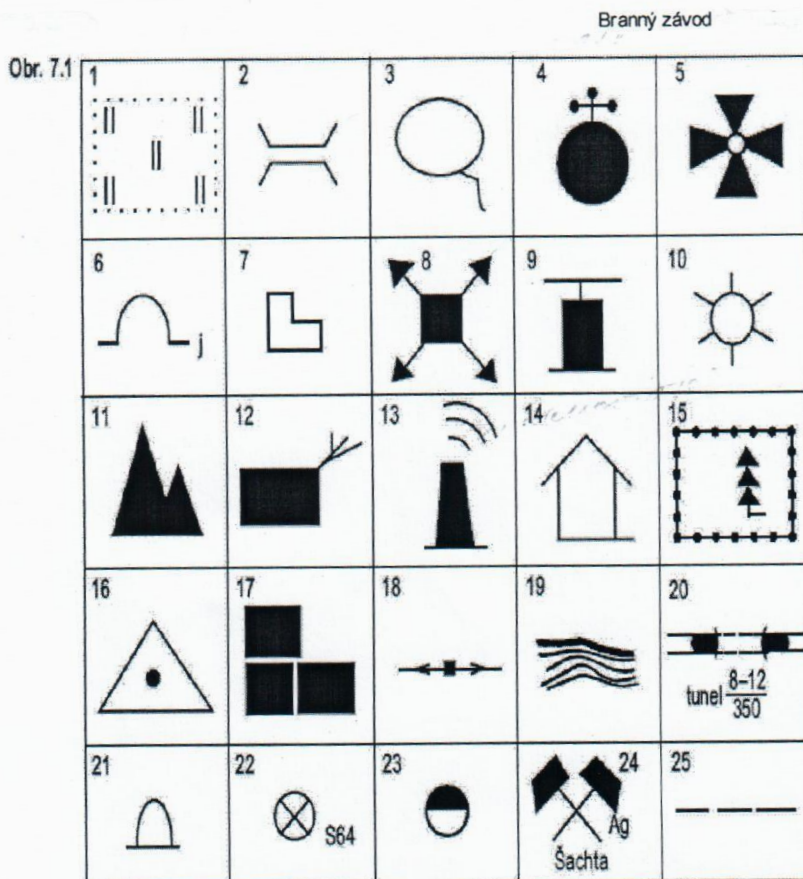 Branný závod
Obr. 7.1
1 2 3 4 5
6 7 8 9 10
j
11 12 13 14 15
16 17 18 19 20
tunel 8–12
350
21 22 23 24 25
S64
Ag
Šachta